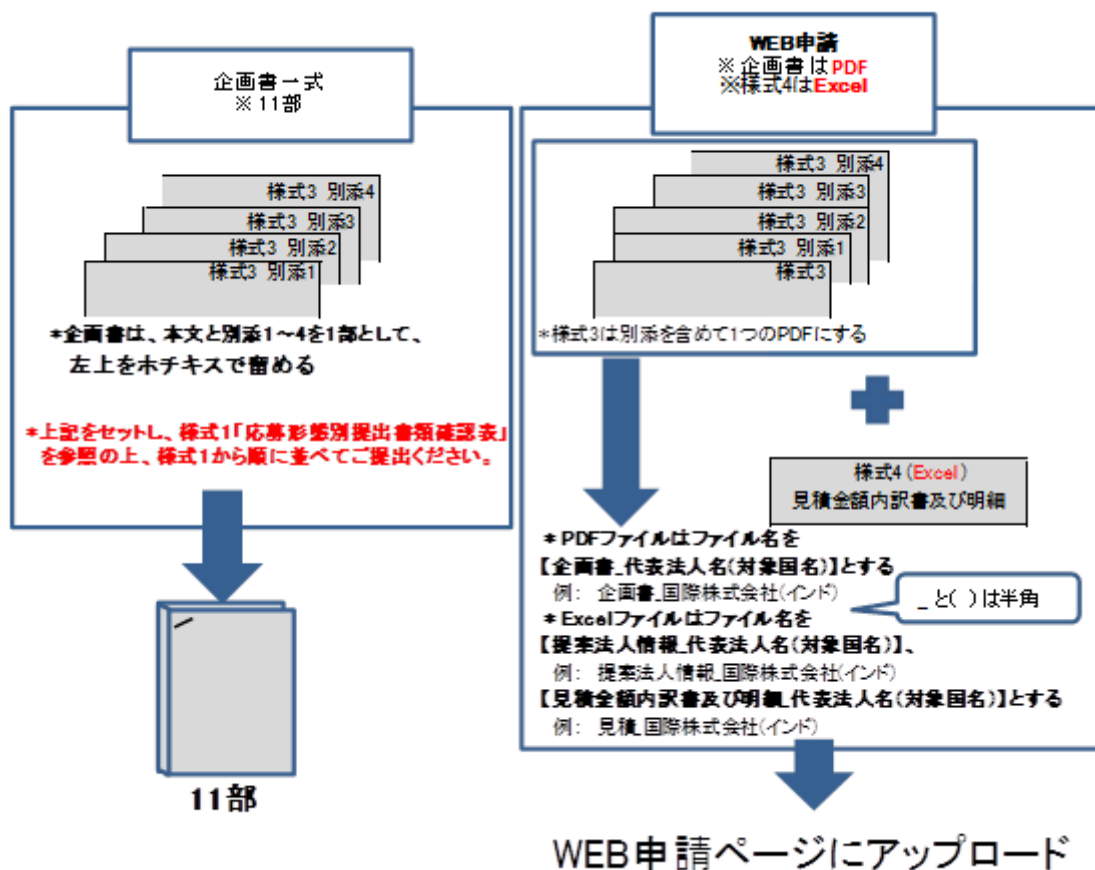 企画書一式
※11部
様式3 別添4
様式3 別添3
様式3 別添2
様式3 別添1
*企画書は、本文と別添1～4を1部として、
左上をホチキスで留める
*上記をセットし、様式1「応募形態別提出書類確認表」
を参照の上、様式1から順に並べてご提出ください。
11部
WEB申請
※企画書はPDF
※様式4はExcel
様式3 別添4
様式3 別添3
様式3 別添2
様式3 別添1
様式3
*様式3は別添を含めて1つのPDFにする
様式4(Excel)
見積金額内訳書及び明細
*PDFファイルはファイル名を
【企画書_代表法人名(対象国名)】とする
例： 企画書_国際株式会社(インド)
_と( )は半角
*Excelファイルはファイル名を
【提案法人情報_代表法人名(対象国名)】、
例： 提案法人情報_国際株式会社(インド)
【見積金額内訳書及び明細_代表法人名(対象国名)】とする
例： 見積_国際株式会社(インド)
WEB申請ページにアップロード